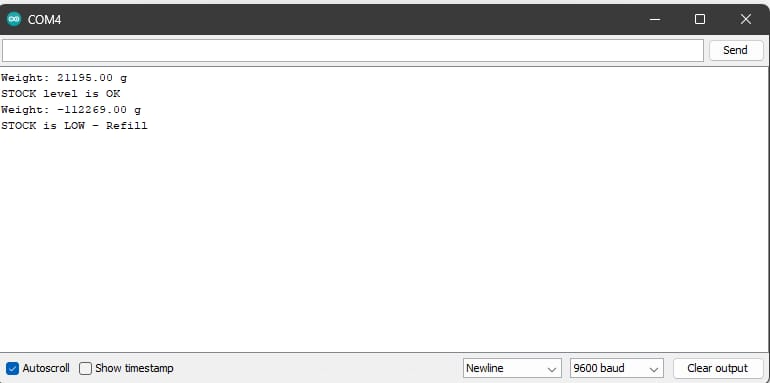 COM4
Send
Weight: 21195.00 g
STOCK level is OK
Weight: -112269.00 g
STOCK is LOW - Refill
Autoscroll
Show timestamp
Newline
9600 baud
Clear output